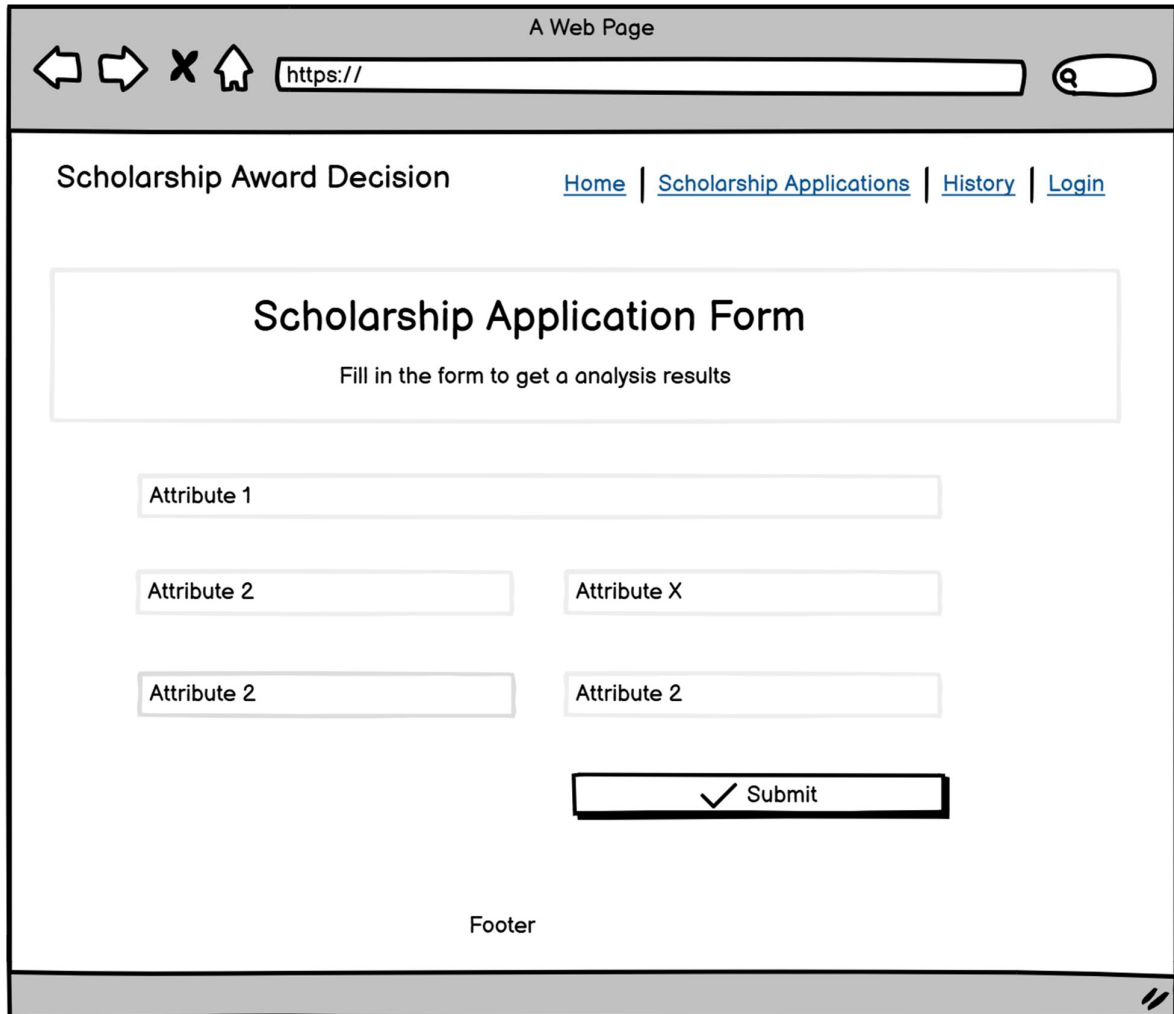 A Web Page
https://
Scholarship Award Decision
Home | Scholarship Applications | History | Login
Scholarship Application Form
Fill in the form to get a analysis results
Attribute 1
Attribute 2
Attribute X
Attribute 2
Attribute 2
Submit
Footer